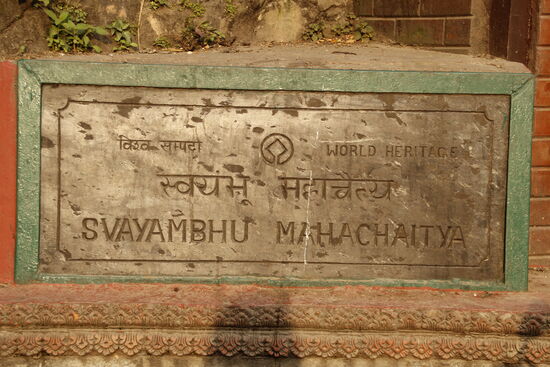 विश्व सम्पदा WORLD HERITAGE
स्वयम्भू महाचैत्य
SVAYAMBHU MAHACHAITYA